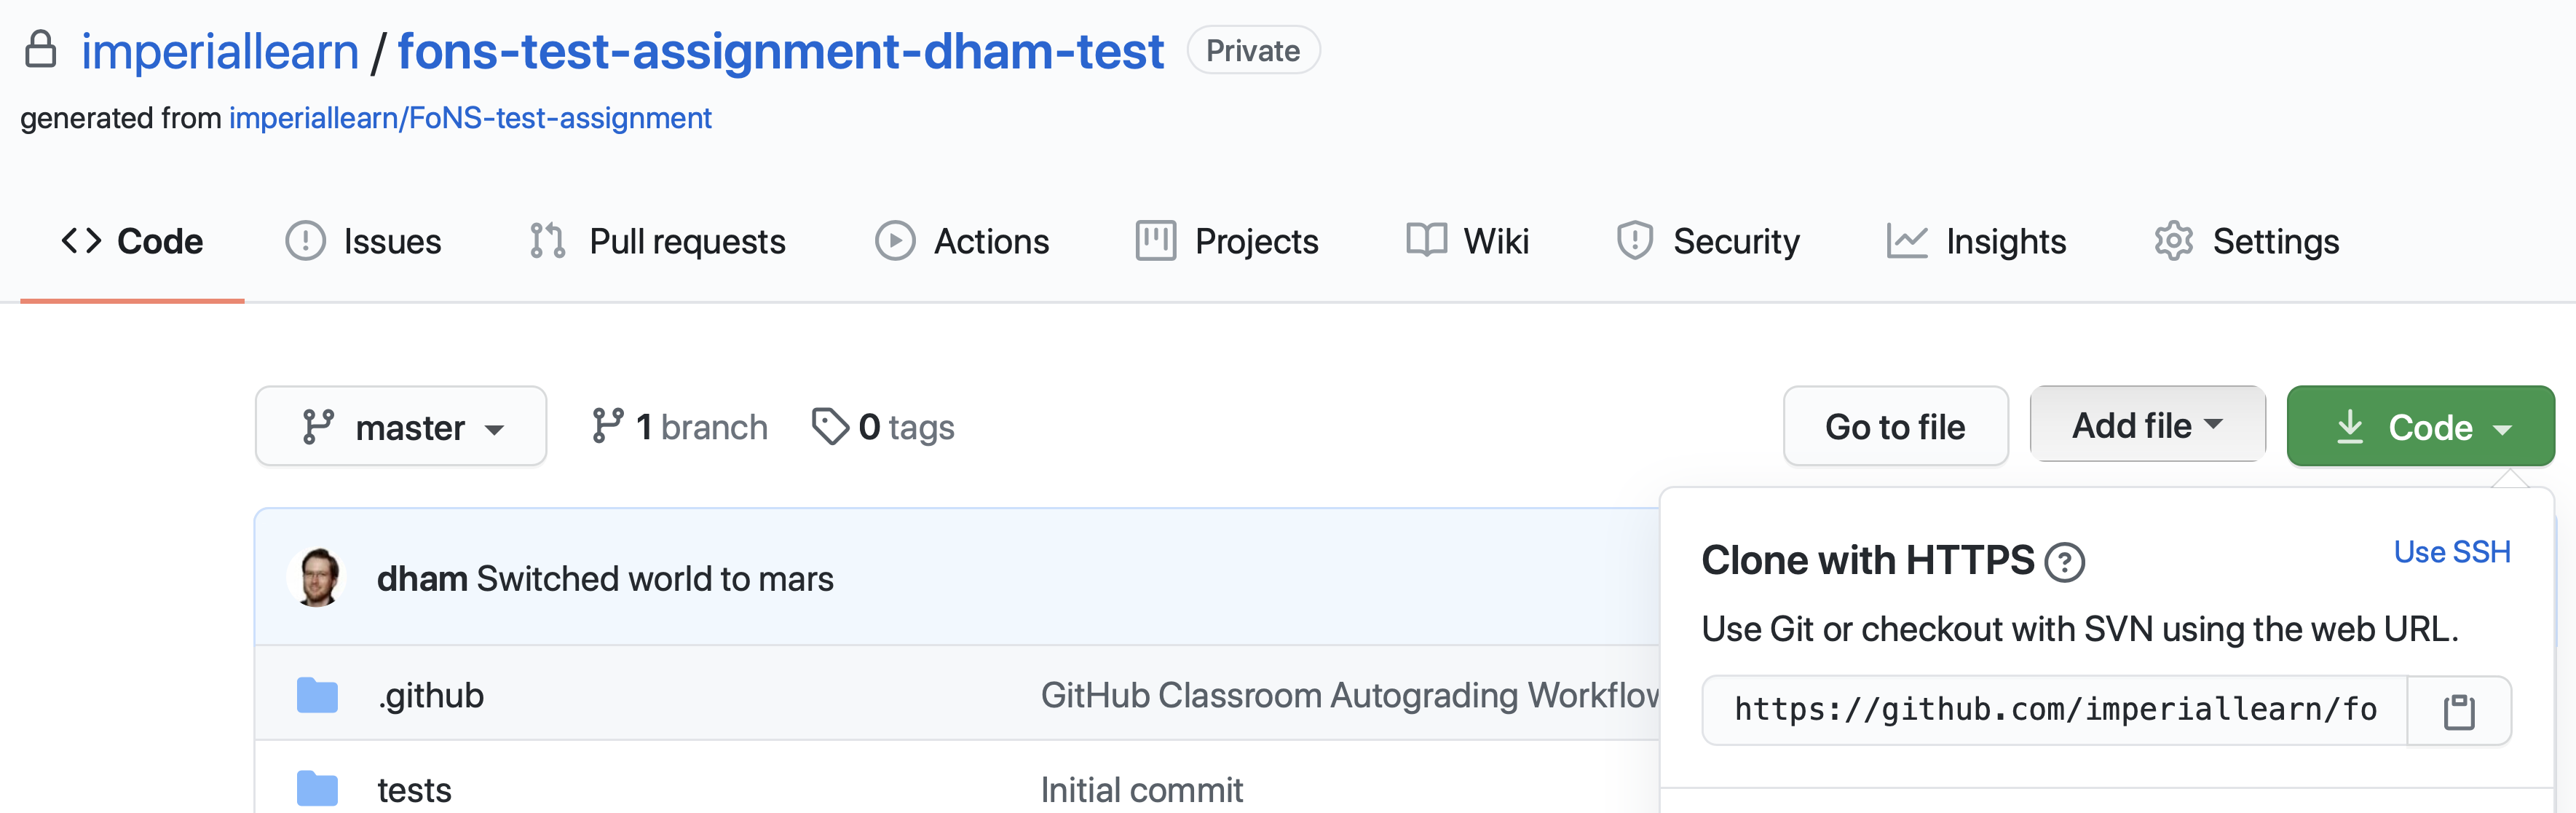 imperiallearn / fons-test-assignment-dham-test Private
generated from imperiallearn/FoNS-test-assignment
Code Issues Pull requests Actions Projects Wiki Security Insights Settings
master 1 branch 0 tags Go to file Add file Code
Clone with HTTPS ? Use SSH
dham Switched world to mars
Use Git or checkout with SVN using the web URL.
.github GitHub Classroom Autograding Workflow
https://github.com/imperiallearn/fo
tests Initial commit